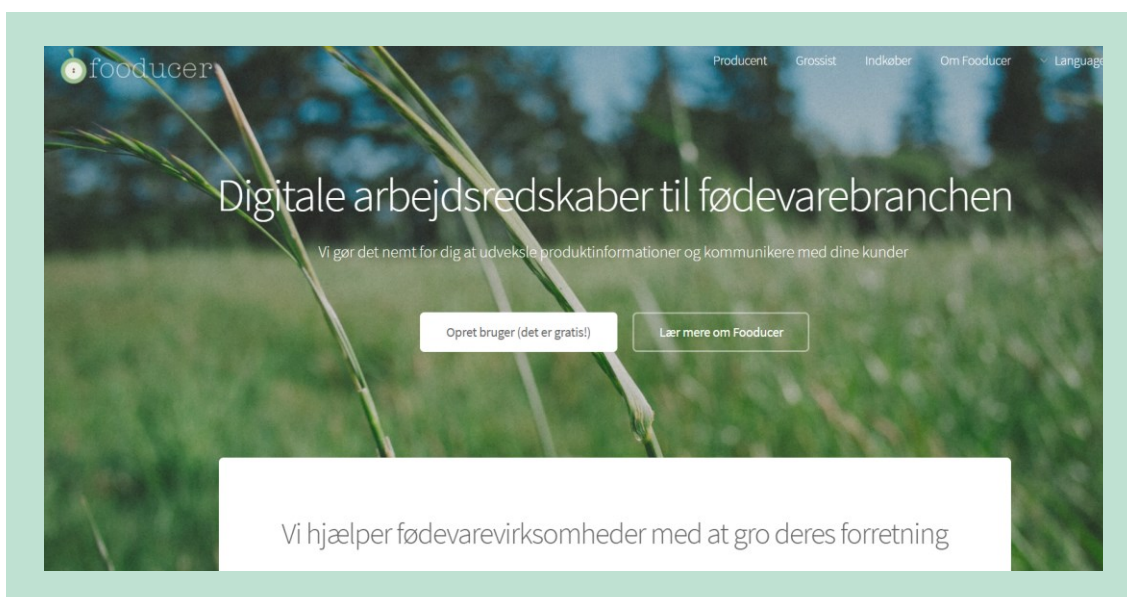 fooducer
Producent Grossist Indkøber Om Fooducer Language
Digitale arbejdsredskaber til fødevarebranchen
Vi gør det nemt for dig at udveksle produktinformationer og kommunikere med dine kunder
Opret bruger (det er gratis!) Lær mere om Fooducer
Vi hjælper fødevarevirksomheder med at gro deres forretning